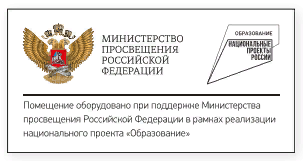 МИНИСТЕРСТВО
ПРОСВЕЩЕНИЯ
РОССИЙСКОЙ
ФЕДЕРАЦИИ
ОБРАЗОВАНИЕ
НАЦИОНАЛЬНЫЕ
ПРОЕКТЫ
РОССИИ
Помещение оборудовано при поддержке Министерства
просвещения Российской Федерации в рамках реализации
национального проекта «Образование»